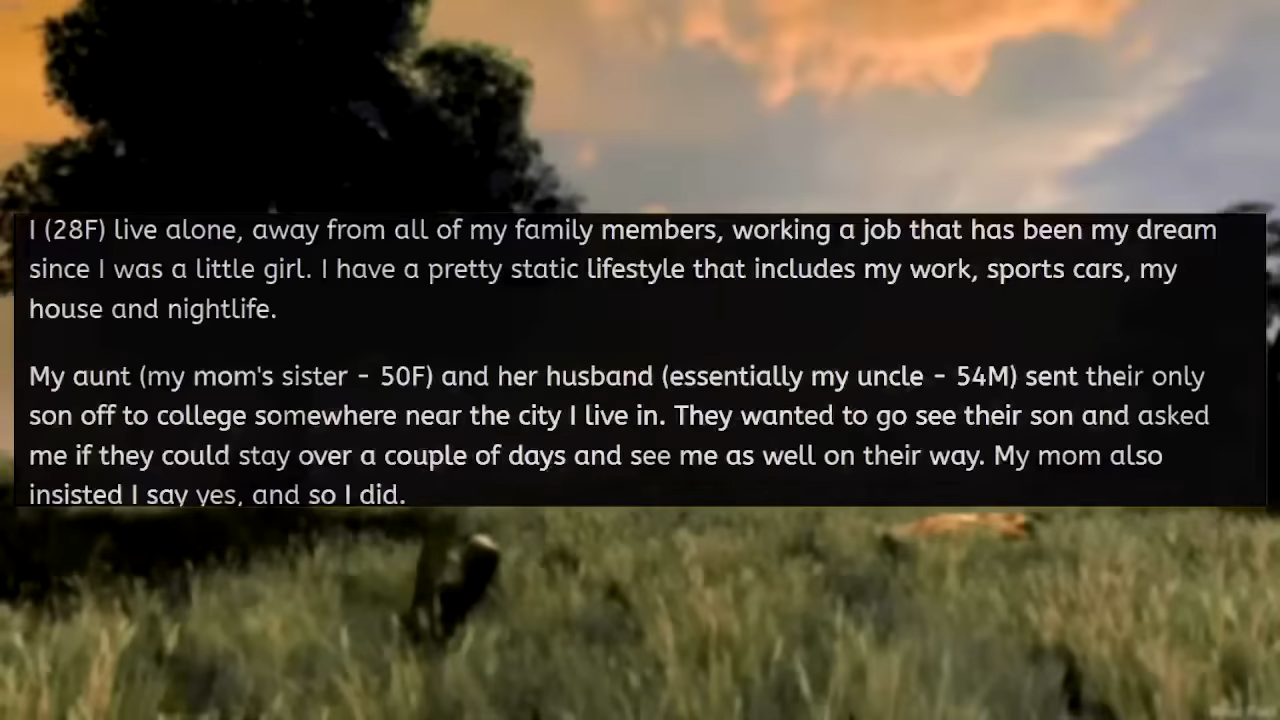 I (28F) live alone, away from all of my family members, working a job that has been my dream
since I was a little girl. I have a pretty static lifestyle that includes my work, sports cars, my
house and nightlife.
My aunt (my mom's sister - 50F) and her husband (essentially my uncle - 54M) sent their only
son off to college somewhere near the city I live in. They wanted to go see their son and asked
me if they could stay over a couple of days and see me as well on their way. My mom also
insisted I say yes, and so I did.